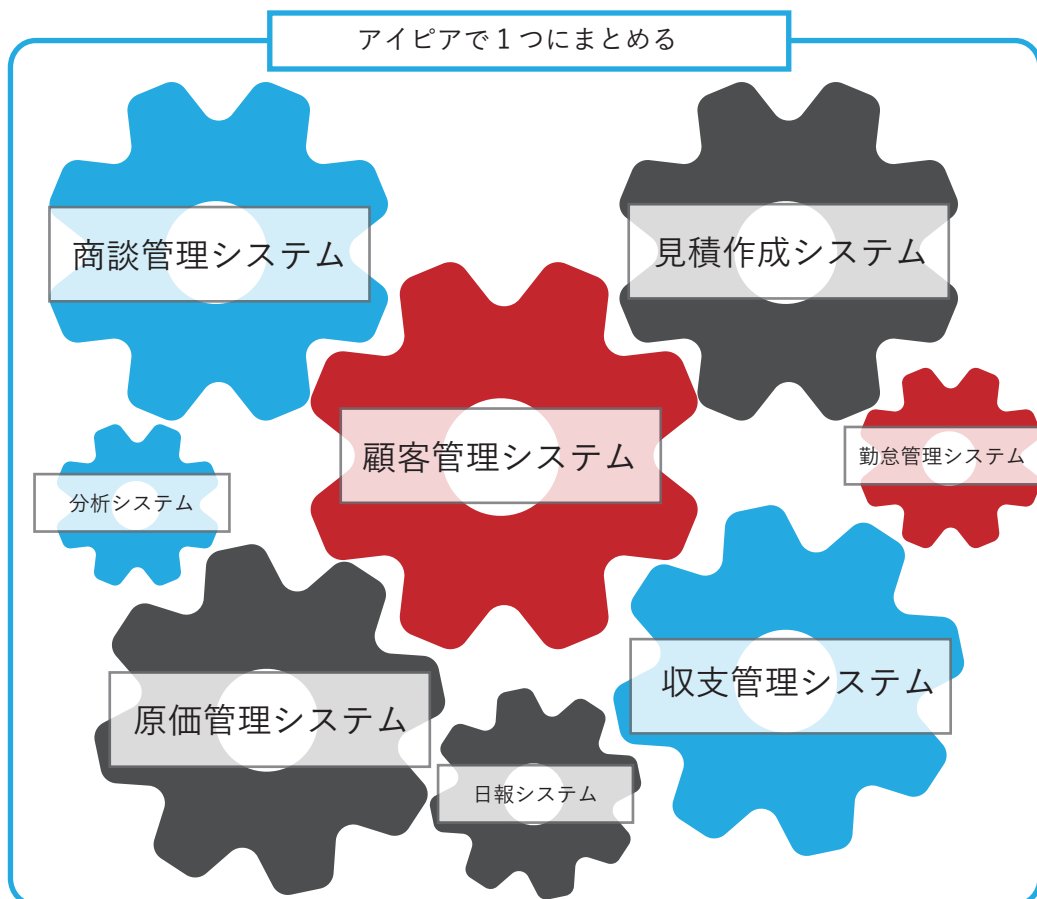 アイピアで１つにまとめる
商談管理システム
見積作成システム
顧客管理システム
勤怠管理システム
分析システム
収支管理システム
原価管理システム
日報システム